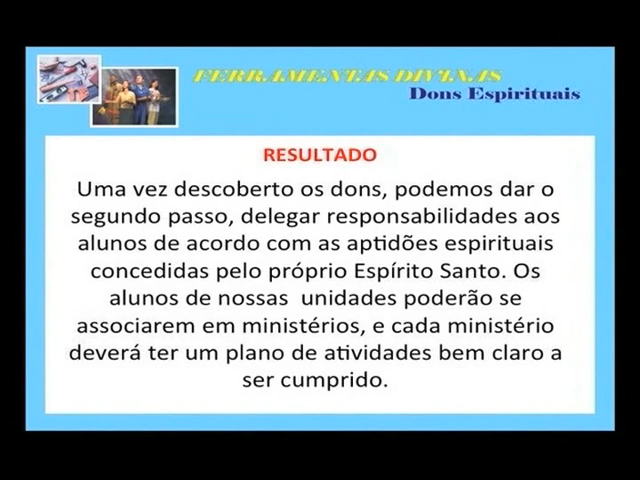 FERRAMENTAS DIVINAS
Dons Espirituais
RESULTADO
Uma vez descoberto os dons, podemos dar o
segundo passo, delegar responsabilidades aos
alunos de acordo com as aptidões espirituais
concedidas pelo próprio Espírito Santo. Os
alunos de nossas unidades poderão se
associarem em ministérios, e cada ministério
deverá ter um plano de atividades bem claro a
ser cumprido.